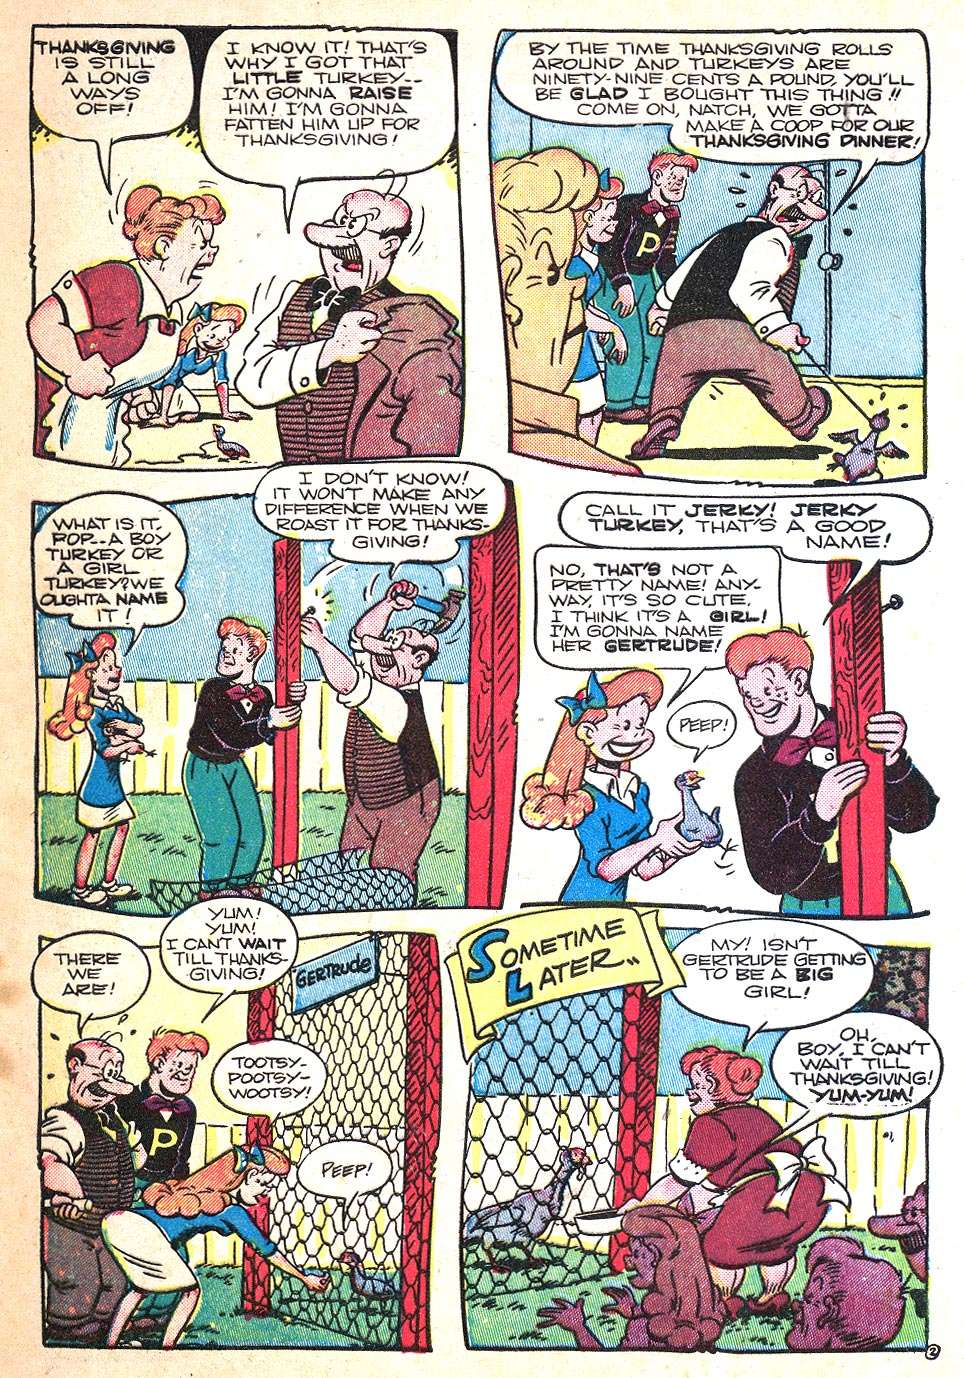 THANKSGIVING
IS STILL
A LONG
WAYS
OFF!
I KNOW IT! THAT'S
WHY I GOT THAT
LITTLE TURKEY--
I'M GONNA RAISE
HIM! I'M GONNA
FATTEN HIM UP FOR
THANKSGIVING!
BY THE TIME THANKSGIVING ROLLS
AROUND AND TURKEYS ARE
NINETY-NINE CENTS A POUND, YOU'LL
BE GLAD I BOUGHT THIS THING!!
COME ON, NATCH, WE GOTTA
MAKE A COOP FOR OUR
THANKSGIVING DINNER!
P
WHAT IS IT,
POP--A BOY
TURKEY OR
A GIRL
TURKEY? WE
OUGHTA NAME
IT!
I DON'T KNOW!
IT WON'T MAKE ANY
DIFFERENCE WHEN WE
ROAST IT FOR THANKS-
GIVING!
CALL IT JERKY! JERKY
TURKEY, THAT'S A GOOD
NAME!
NO, THAT'S NOT A
PRETTY NAME! ANY-
WAY, IT'S SO CUTE,
I THINK IT'S A GIRL!
I'M GONNA NAME
HER GERTRUDE!
PEEP!
THERE
WE
ARE!
YUM!
YUM!
I CAN'T WAIT
TILL THANKS-
GIVING!
GERTRUDE
TOOTSY-
POOTSY-
WOOTSY!
PEEP!
P
SOMETIME
LATER..
MY! ISN'T
GERTRUDE GETTING
TO BE A BIG
GIRL!
OH,
BOY, I CAN'T
WAIT TILL
THANKSGIVING!
YUM-YUM!
2